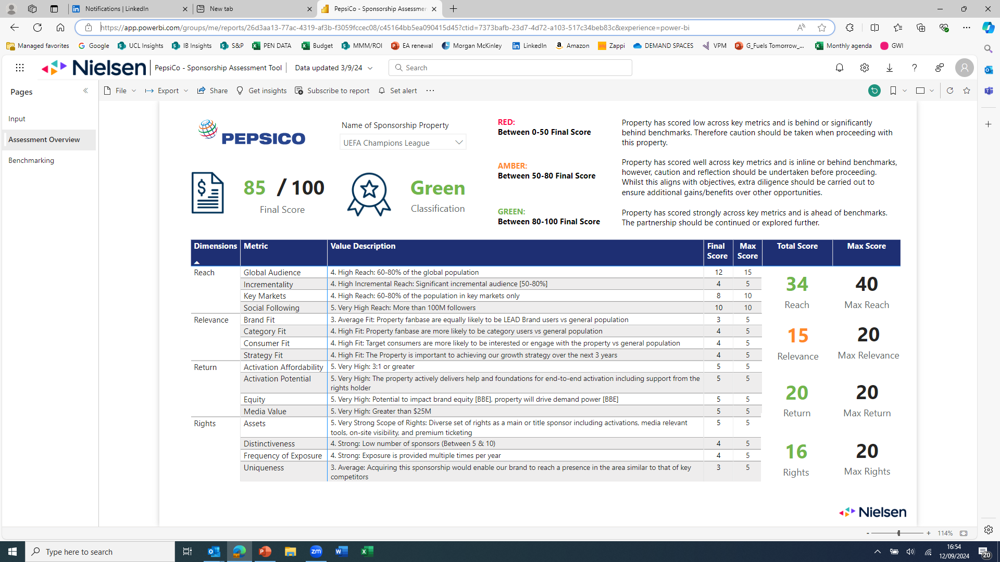 Notifications | LinkedIn
New tab
PepsiCo - Sponsorship Assessmen
https://app.powerbi.com/groups/me/reports/26d3aa13-77ac-4319-af3b-f3059fccec08/c45164bb5ea090415d45?ctid=7373bafb-23d7-4d72-a103-517c34beb83c&experience=power-bi
Managed favorites Google UCL Insights IB Insights S&P PEN DATA Budget MMM/ROI EA renewal Morgan McKinley LinkedIn Amazon Zappi DEMAND SPACES VPM G_Fuels Tomorrow_... Monthly agenda GWI
Nielsen PepsiCo - Sponsorship Assessment Tool Data updated 3/9/24 Search
Pages
File Export Share Get insights Subscribe to report Set alert
Input
Assessment Overview
Benchmarking
PEPSICO
Name of Sponsorship Property
UEFA Champions League
85 / 100
Final Score
Green
Classification
RED:
Between 0-50 Final Score
Property has scored low across key metrics and is behind or significantly
behind benchmarks. Therefore caution should be taken when proceeding with
this property.
AMBER:
Between 50-80 Final Score
Property has scored well across key metrics and is inline or behind benchmarks,
however, caution and reflection should be undertaken before proceeding.
Whilst this aligns with objectives, extra diligence should be carried out to
ensure additional gains/benefits over other opportunities.
GREEN:
Between 80-100 Final Score
Property has scored strongly across key metrics and is ahead of benchmarks.
The partnership should be continued or explored further.
Dimensions Metric Value Description Final Score Max Score Total Score Max Score
Reach Global Audience 4. High Reach: 60-80% of the global population 12 15
Incrementality 4. High Incremental Reach: Significant incremental audience [50-80%] 4 5
Key Markets 4. High Reach: 60-80% of the population in key markets only 8 10
Social Following 5. Very High Reach: More than 100M followers 10 10
34 40
Reach Max Reach
Relevance Brand Fit 3. Average Fit: Property fanbase are equally likely to be LEAD Brand users vs general population 3 5
Category Fit 4. High Fit: Property fanbase are more likely to be category users vs general population 4 5
Consumer Fit 4. High Fit: Target consumers are more likely to be interested or engage with the property vs general population 4 5
Strategy Fit 4. High Fit: The Property is important to achieving our growth strategy over the next 3 years 4 5
15 20
Relevance Max Relevance
Return Activation Affordability 5. Very High: 3:1 or greater 5 5
Activation Potential 5. Very High: The property actively delivers help and foundations for end-to-end activation including support from the 5 5
rights holder
Equity 5. Very High: Potential to impact brand equity [BBE], property will drive demand power [BBE] 5 5
Media Value 5. Very High: Greater than $25M 5 5
20 20
Return Max Return
Rights Assets 5. Very Strong Scope of Rights: Diverse set of rights as a main or title sponsor including activations, media relevant 5 5
tools, on-site visibility, and premium ticketing
Distinctiveness 4. Strong: Low number of sponsors (Between 5 & 10) 4 5
Frequency of Exposure 4. Strong: Exposure is provided multiple times per year 4 5
Uniqueness 3. Average: Acquiring this sponsorship would enable our brand to reach a presence in the area similar to that of key 3 5
competitors
16 20
Rights Max Rights
Nielsen
114%
Type here to search
16:54
12/09/2024
20